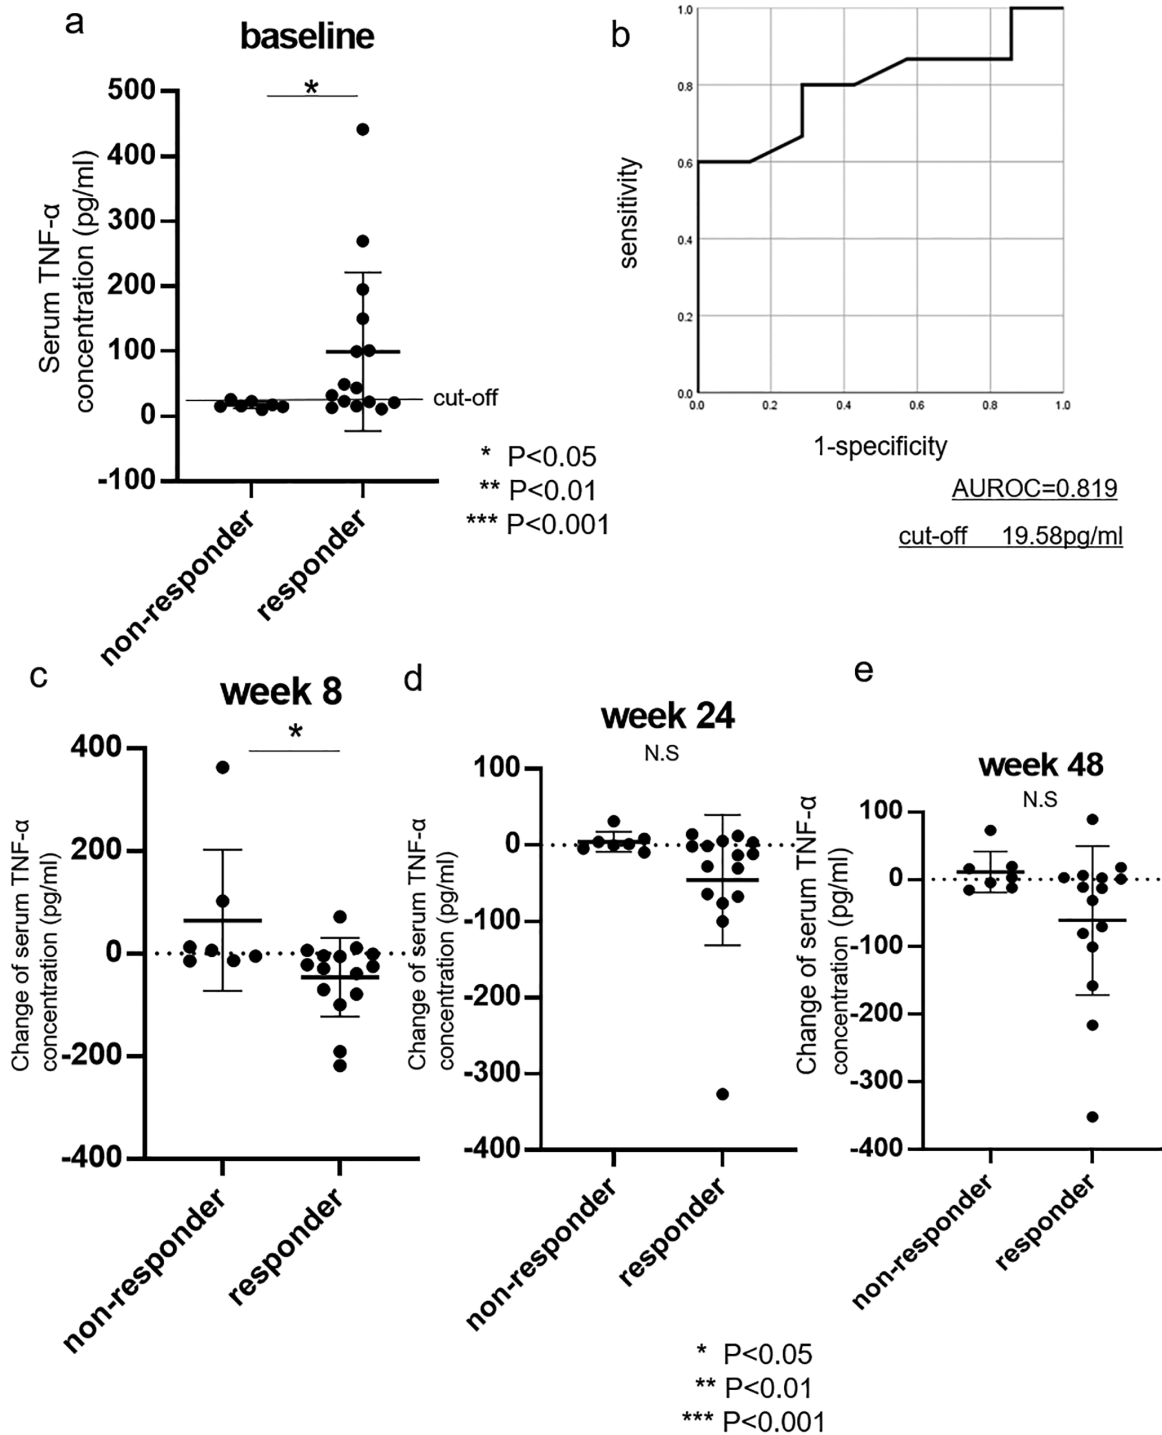 a
baseline
*
500
400
300
200
100
0
-100
Serum TNF-α
concentration (pg/ml)
cut-off
non-responder
responder
* P<0.05
** P<0.01
*** P<0.001
b
1.0
0.8
0.6
0.4
0.2
0.0
sensitivity
0.0 0.2 0.4 0.6 0.8 1.0
1-specificity
AUROC=0.819
cut-off 19.58pg/ml
c
week 8
*
400
200
0
-200
-400
Change of serum TNF-α
concentration (pg/ml)
non-responder
responder
d
week 24
N.S
100
0
-100
-200
-300
-400
Change of serum TNF-α
concentration (pg/ml)
non-responder
responder
e
week 48
N.S
100
0
-100
-200
-300
-400
Change of serum TNF-α
concentration (pg/ml)
non-responder
responder
* P<0.05
** P<0.01
*** P<0.001